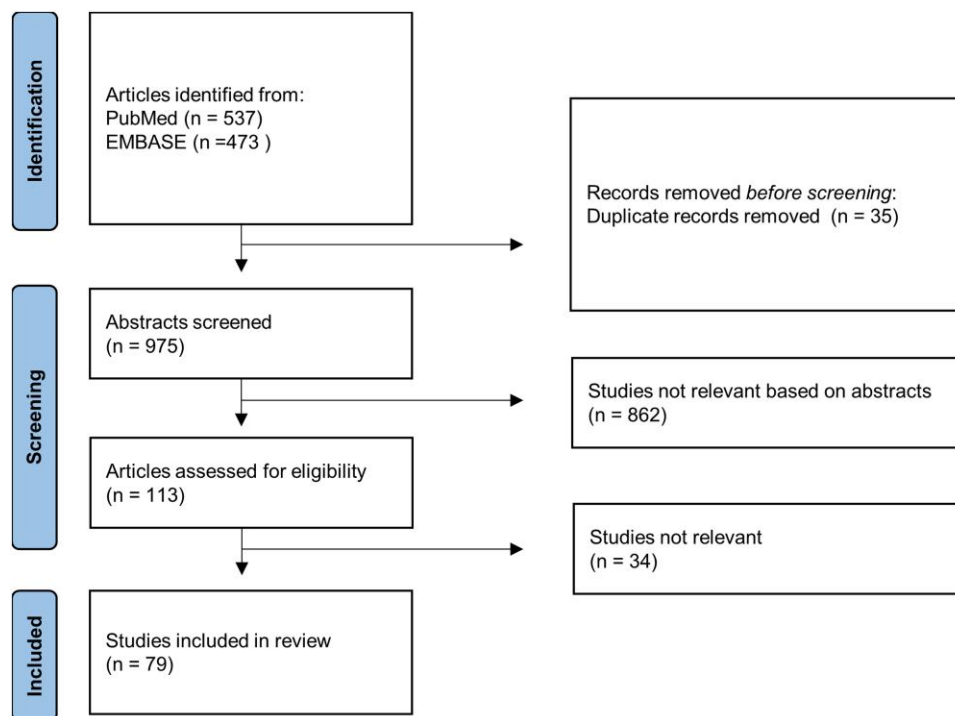 Identification
Articles identified from:
PubMed (n = 537)
EMBASE (n =473 )
Records removed before screening:
Duplicate records removed (n = 35)
Screening
Abstracts screened
(n = 975)
Studies not relevant based on abstracts
(n = 862)
Articles assessed for eligibility
(n = 113)
Studies not relevant
(n = 34)
Included
Studies included in review
(n = 79)